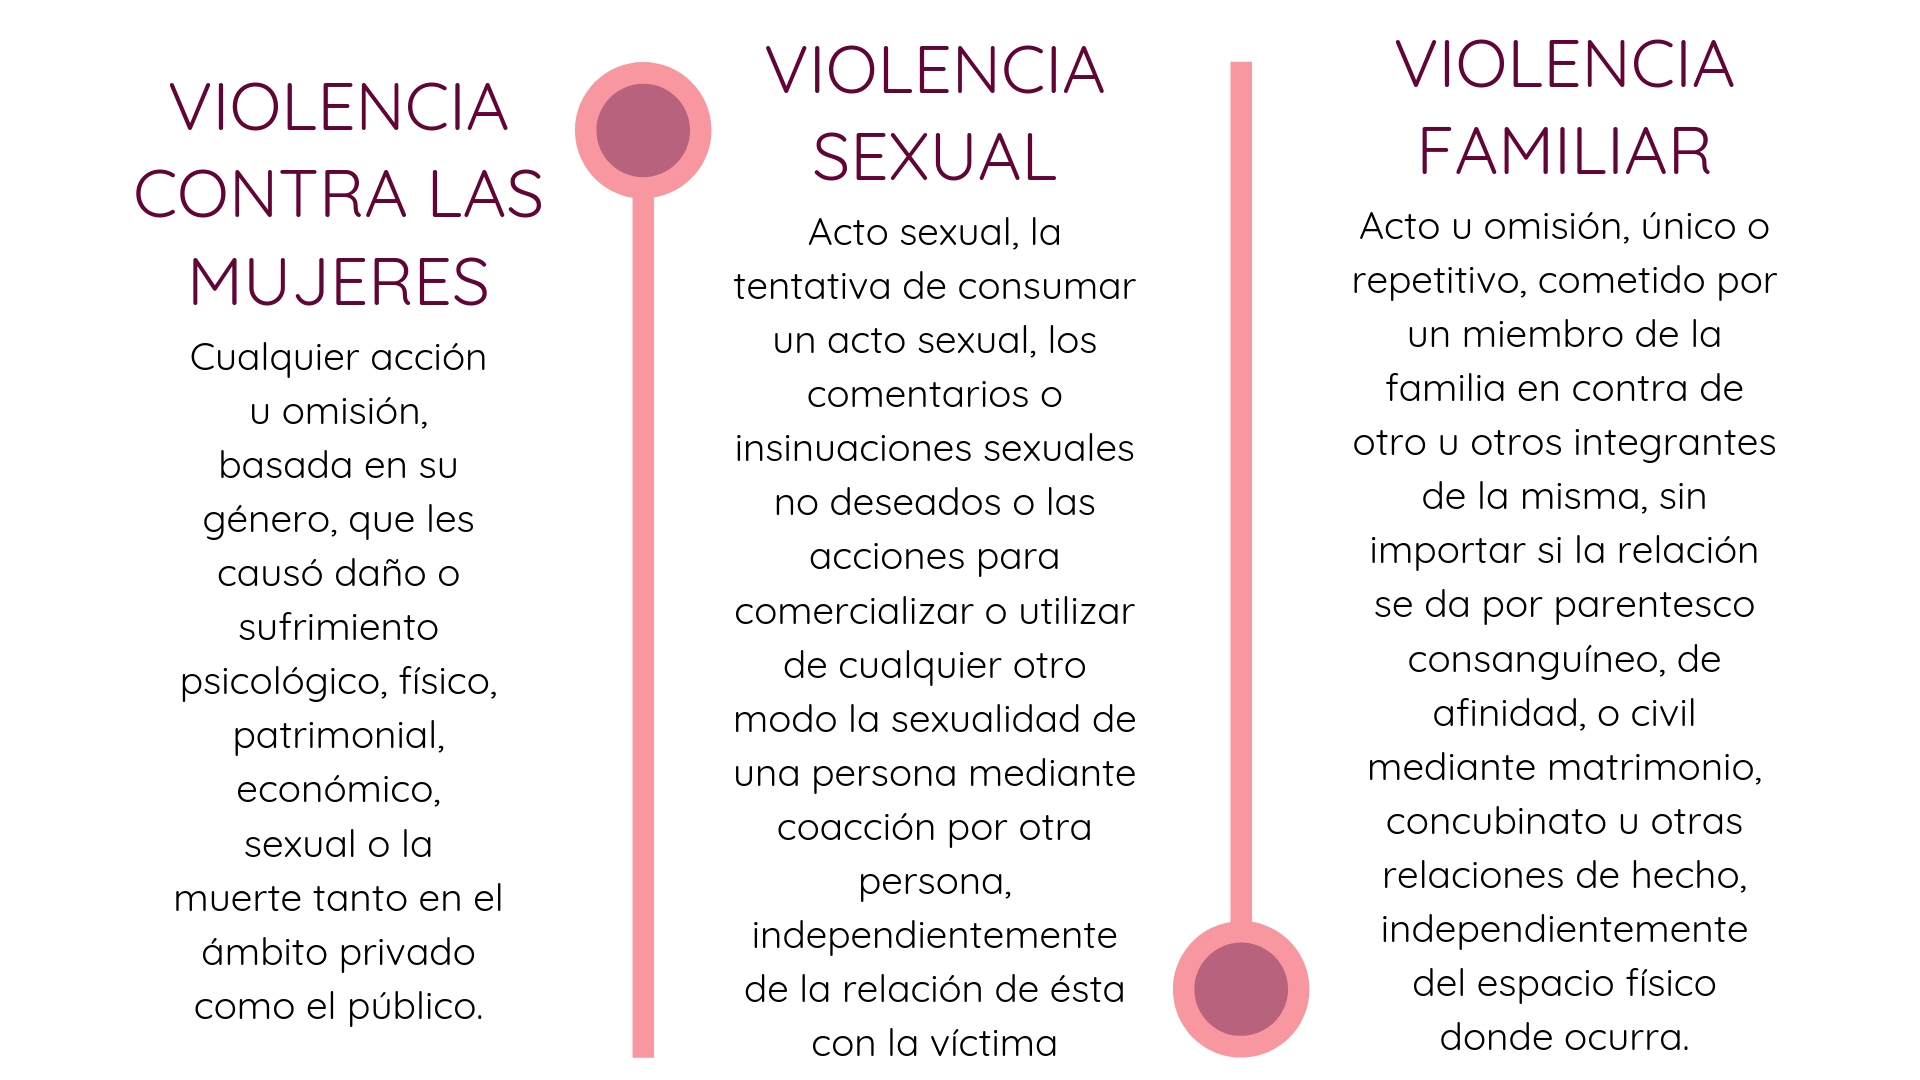 VIOLENCIA
CONTRA LAS
MUJERES
Cualquier acción
u omisión,
basada en su
género, que les
causó daño o
sufrimiento
psicológico, físico,
patrimonial,
económico,
sexual o la
muerte tanto en el
ámbito privado
como el público.
VIOLENCIA
SEXUAL
Acto sexual, la
tentativa de consumar
un acto sexual, los
comentarios o
insinuaciones sexuales
no deseados o las
acciones para
comercializar o utilizar
de cualquier otro
modo la sexualidad de
una persona mediante
coacción por otra
persona,
independientemente
de la relación de ésta
con la víctima
VIOLENCIA
FAMILIAR
Acto u omisión, único o
repetitivo, cometido por
un miembro de la
familia en contra de
otro u otros integrantes
de la misma, sin
importar si la relación
se da por parentesco
consanguíneo, de
afinidad, o civil
mediante matrimonio,
concubinato u otras
relaciones de hecho,
independientemente
del espacio físico
donde ocurra.